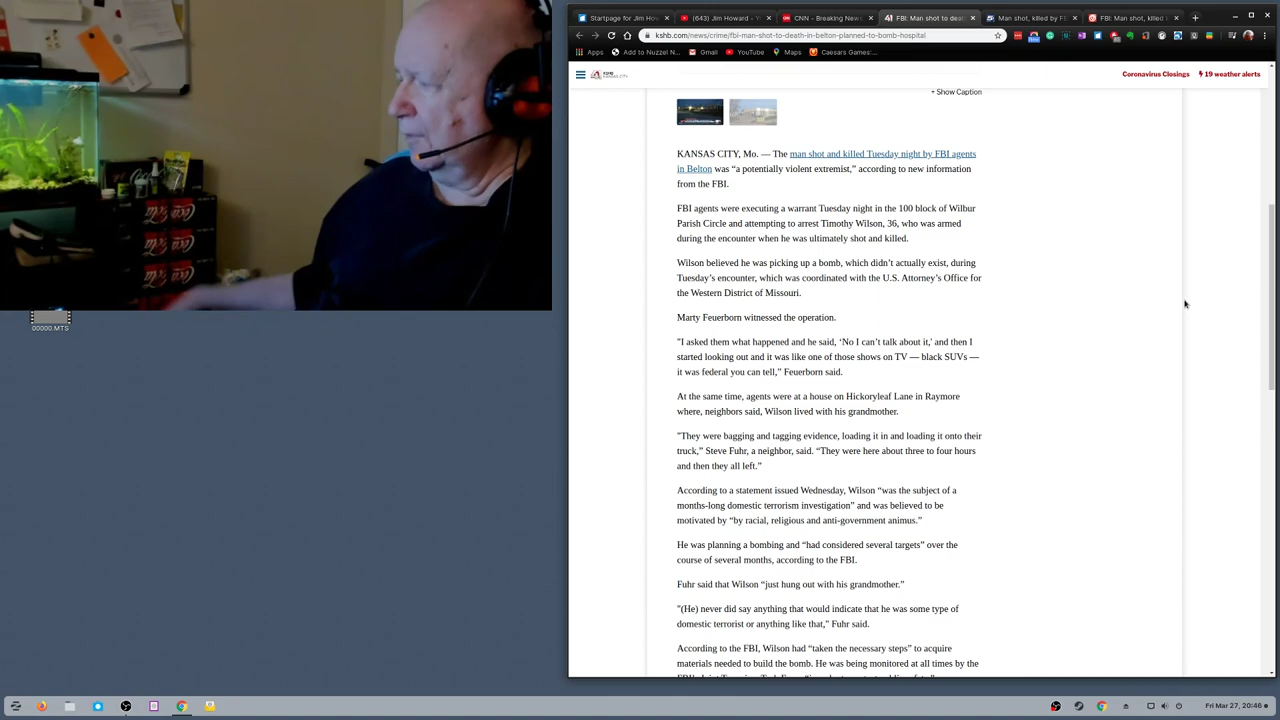 Startpage for Jim How
(643) Jim Howard - Y
CNN - Breaking New
FBI: Man shot to deat
Man, killed by F
FBI: Man, killed
kshb.com/news/crime/fbi-man-shot-to-death-in-belton-planned-to-bomb-hospital
Apps
Add to Nuzzel N...
Gmail
YouTube
Maps
Caesars Games:...
KSHB
KANSAS CITY
Coronavirus Closings
19 weather alerts
+ Show Caption
KANSAS CITY, Mo. — The man shot and killed Tuesday night by FBI agents
in Belton was “a potentially violent extremist,” according to new information
from the FBI.
FBI agents were executing a warrant Tuesday night in the 100 block of Wilbur
Parish Circle and attempting to arrest Timothy Wilson, 36, who was armed
during the encounter when he was ultimately shot and killed.
Wilson believed he was picking up a bomb, which didn’t actually exist, during
Tuesday’s encounter, which was coordinated with the U.S. Attorney’s Office for
the Western District of Missouri.
Marty Feuerborn witnessed the operation.
"I asked them what happened and he said, ‘No I can’t talk about it,' and then I
started looking out and it was like one of those shows on TV — black SUVs —
it was federal you can tell,” Feuerborn said.
At the same time, agents were at a house on Hickoryleaf Lane in Raymore
where, neighbors said, Wilson lived with his grandmother.
"They were bagging and tagging evidence, loading it in and loading it onto their
truck,” Steve Fuhr, a neighbor, said. “They were here about three to four hours
and then they all left.”
According to a statement issued Wednesday, Wilson “was the subject of a
months-long domestic terrorism investigation” and was believed to be
motivated by “by racial, religious and anti-government animus.”
He was planning a bombing and “had considered several targets” over the
course of several months, according to the FBI.
Fuhr said that Wilson “just hung out with his grandmother.”
"(He) never did say anything that would indicate that he was some type of
domestic terrorist or anything like that," Fuhr said.
According to the FBI, Wilson had “taken the necessary steps” to acquire
materials needed to build the bomb. He was being monitored at all times by the
00000.MTS
Fri Mar 27, 20:46